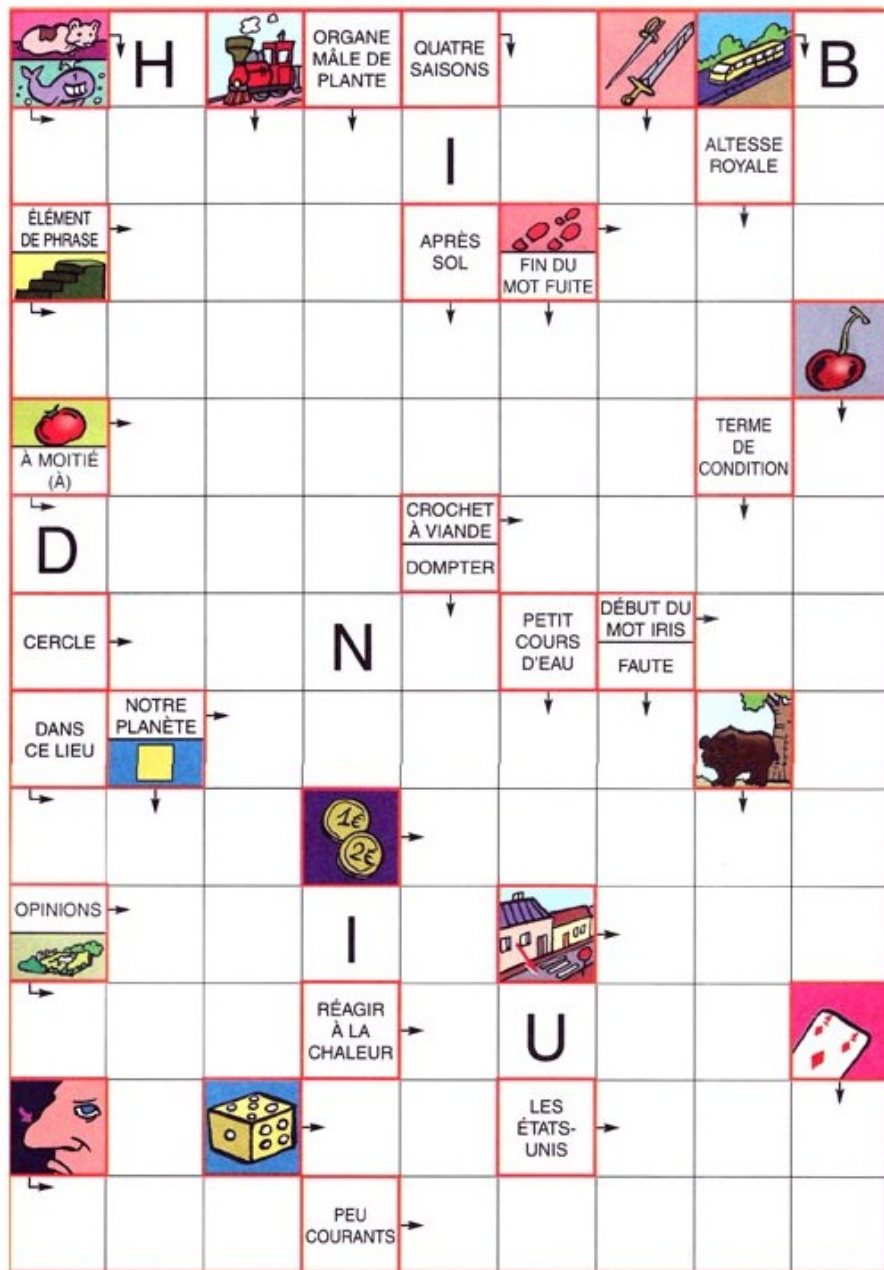 H
ORGANE
MÂLE DE
PLANTE
QUATRE
SAISONS
B
I
ALTESSE
ROYALE
ÉLÉMENT
DE PHRASE
APRÈS
SOL
FIN DU
MOT FUITE
À MOITIÉ
(À)
TERME
DE
CONDITION
D
CROCHET
À VIANDE
DOMPTER
CERCLE
N
PETIT
COURS
D'EAU
DÉBUT DU
MOT IRIS
FAUTE
DANS
CE LIEU
NOTRE
PLANÈTE
1€
2€
OPINIONS
I
RÉAGIR
À LA
CHALEUR
U
LES
ÉTATS-
UNIS
PEU
COURANTS